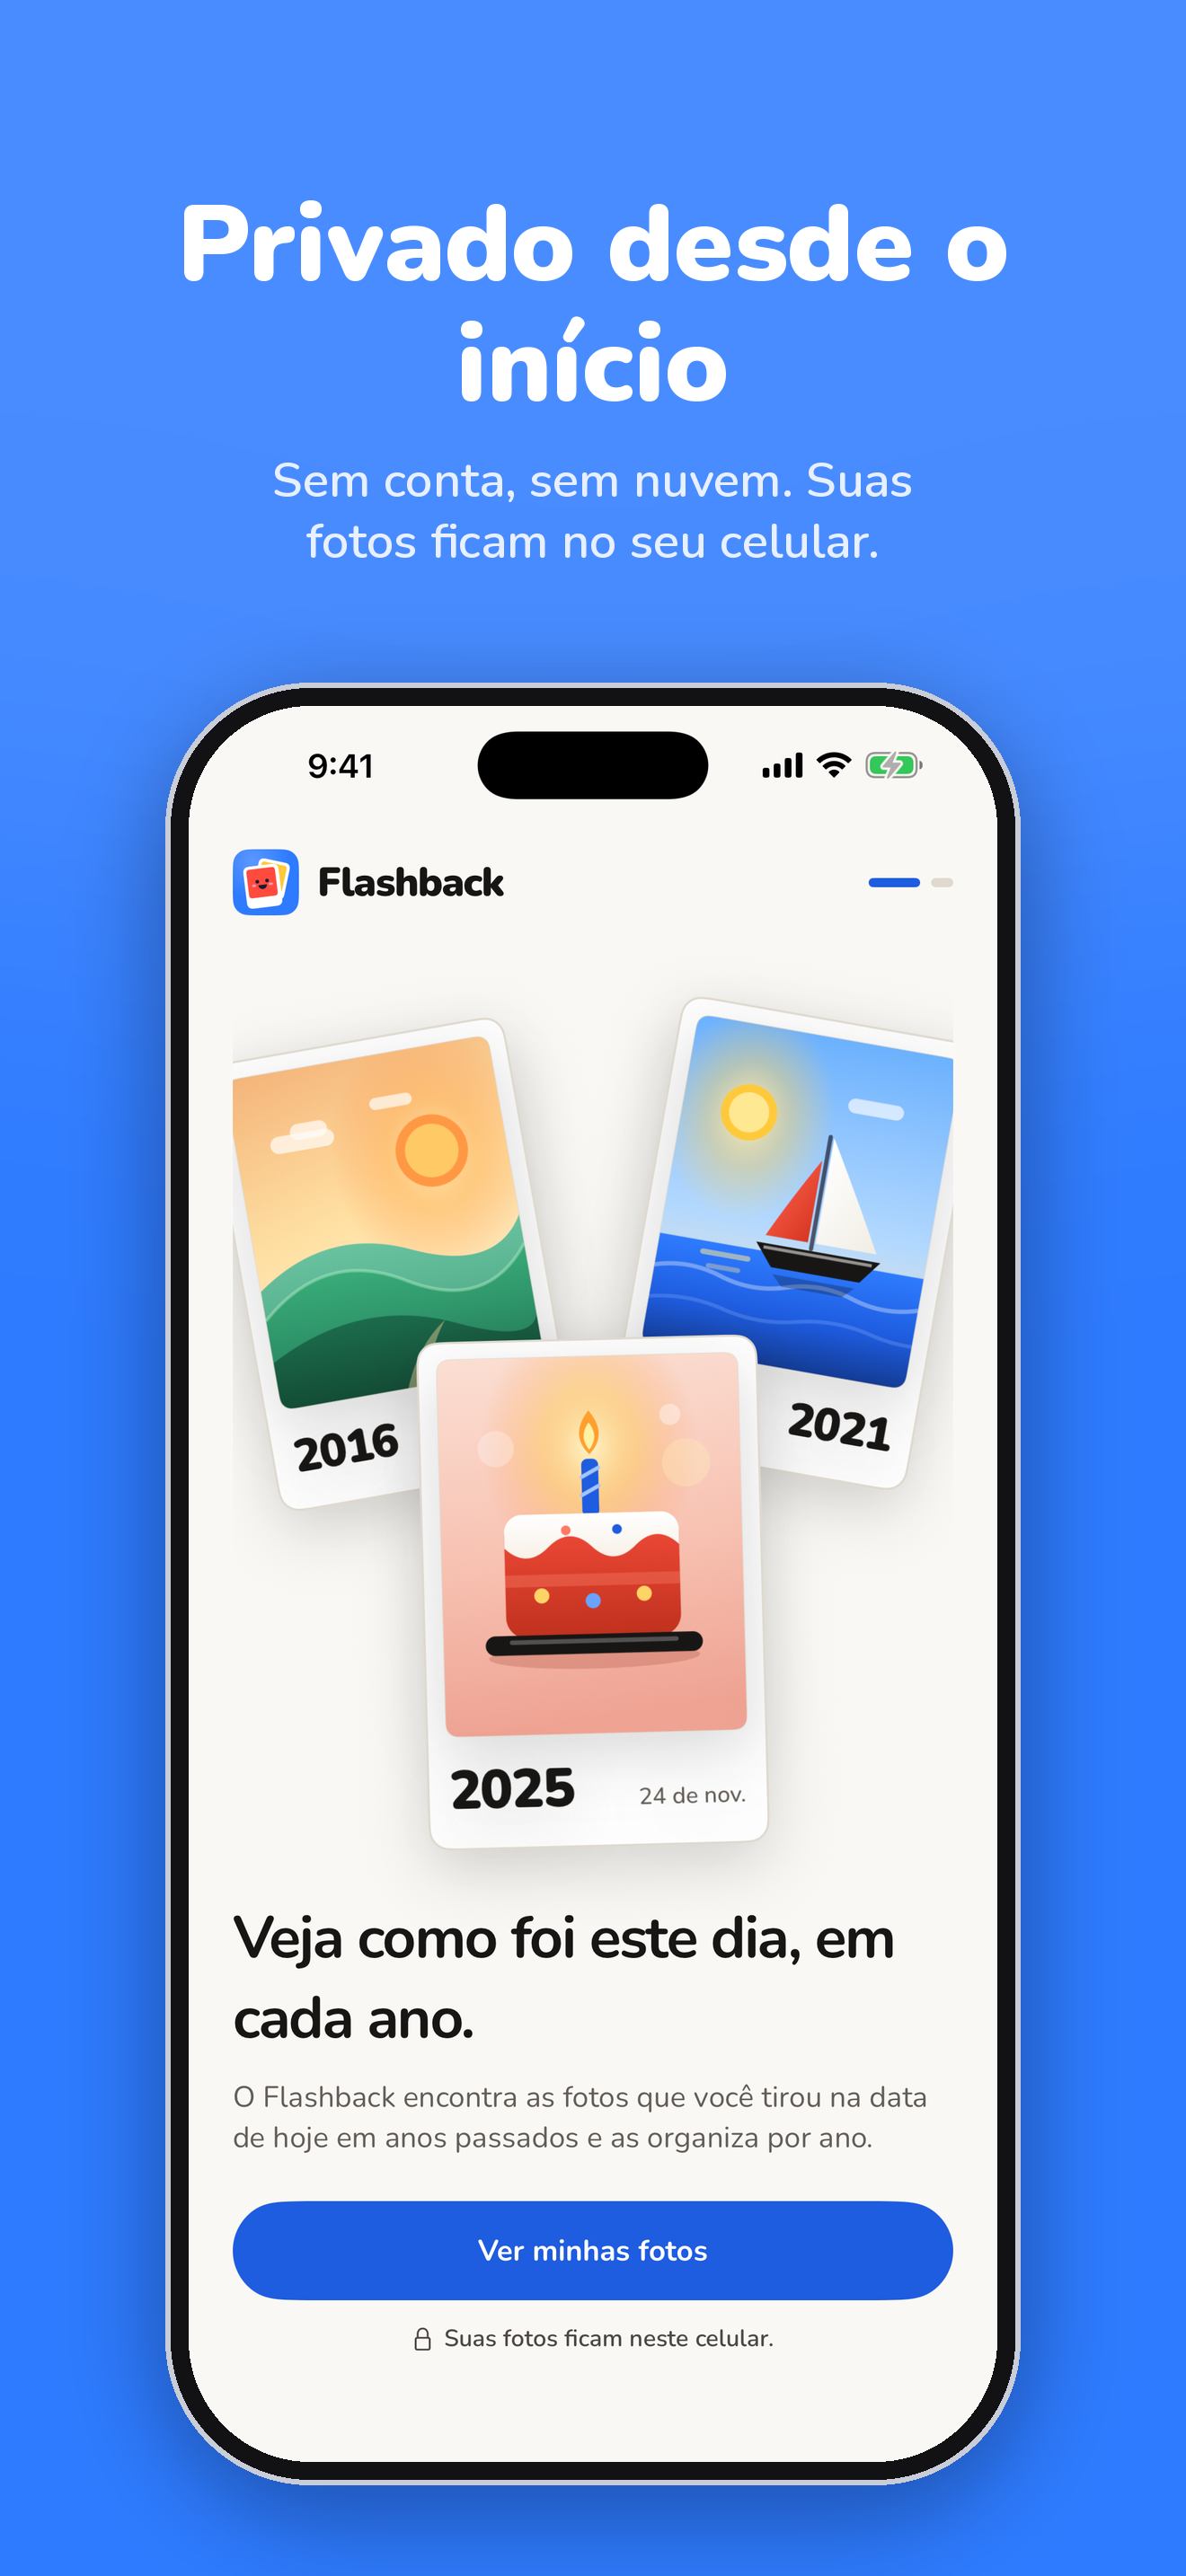 Privado desde o
início
Sem conta, sem nuvem. Suas
fotos ficam no seu celular.
9:41
Flashback
2016
2021
2025
24 de nov.
Veja como foi este dia, em
cada ano.
O Flashback encontra as fotos que você tirou na data
de hoje em anos passados e as organiza por ano.
Ver minhas fotos
Suas fotos ficam neste celular.